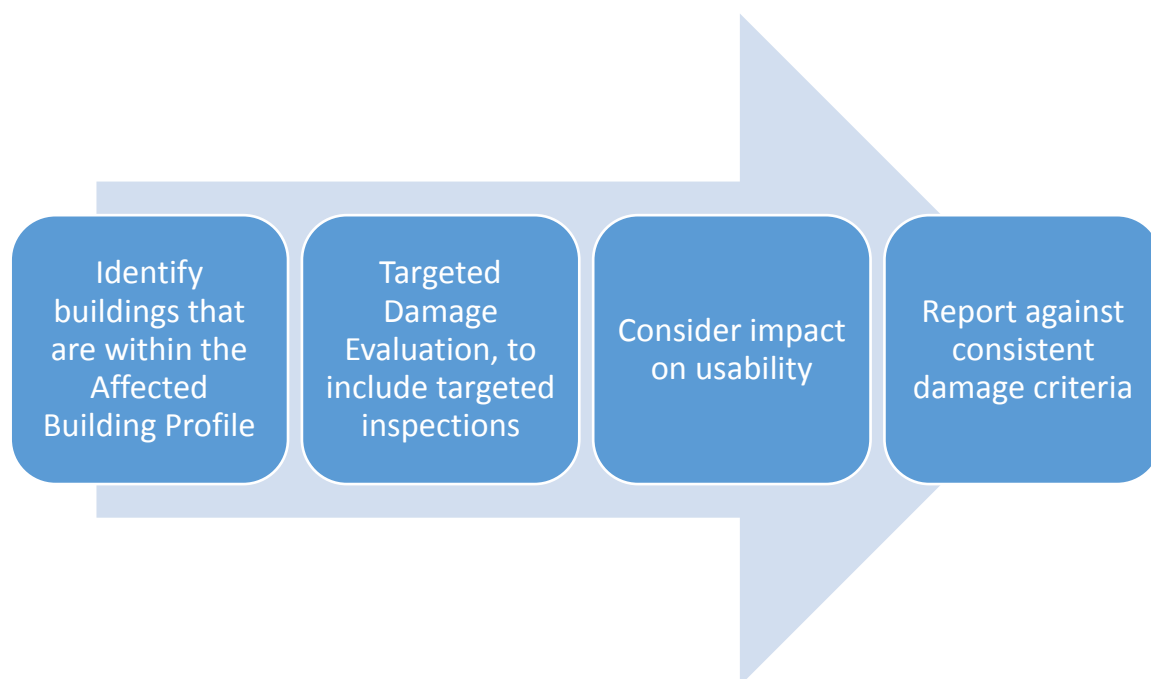 Identify
buildings that
are within the
Affected
Building Profile
Targeted
Damage
Evaluation, to
include targeted
inspections
Consider impact
on usability
Report against
consistent
damage criteria